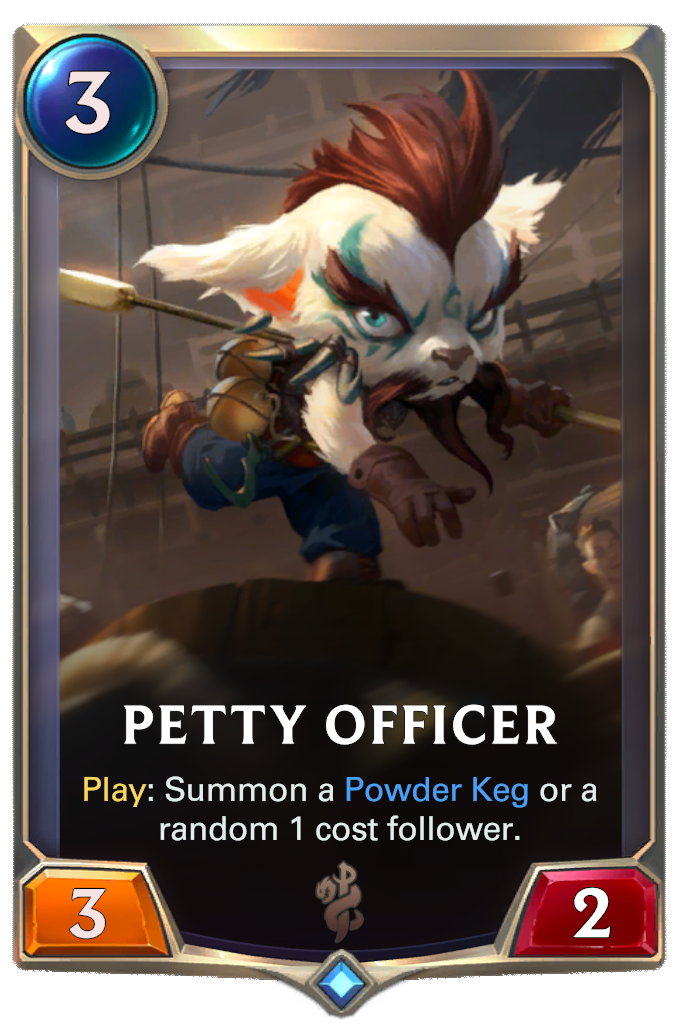 3
PETTY OFFICER
Play: Summon a Powder Keg or a
random 1 cost follower.
3
2